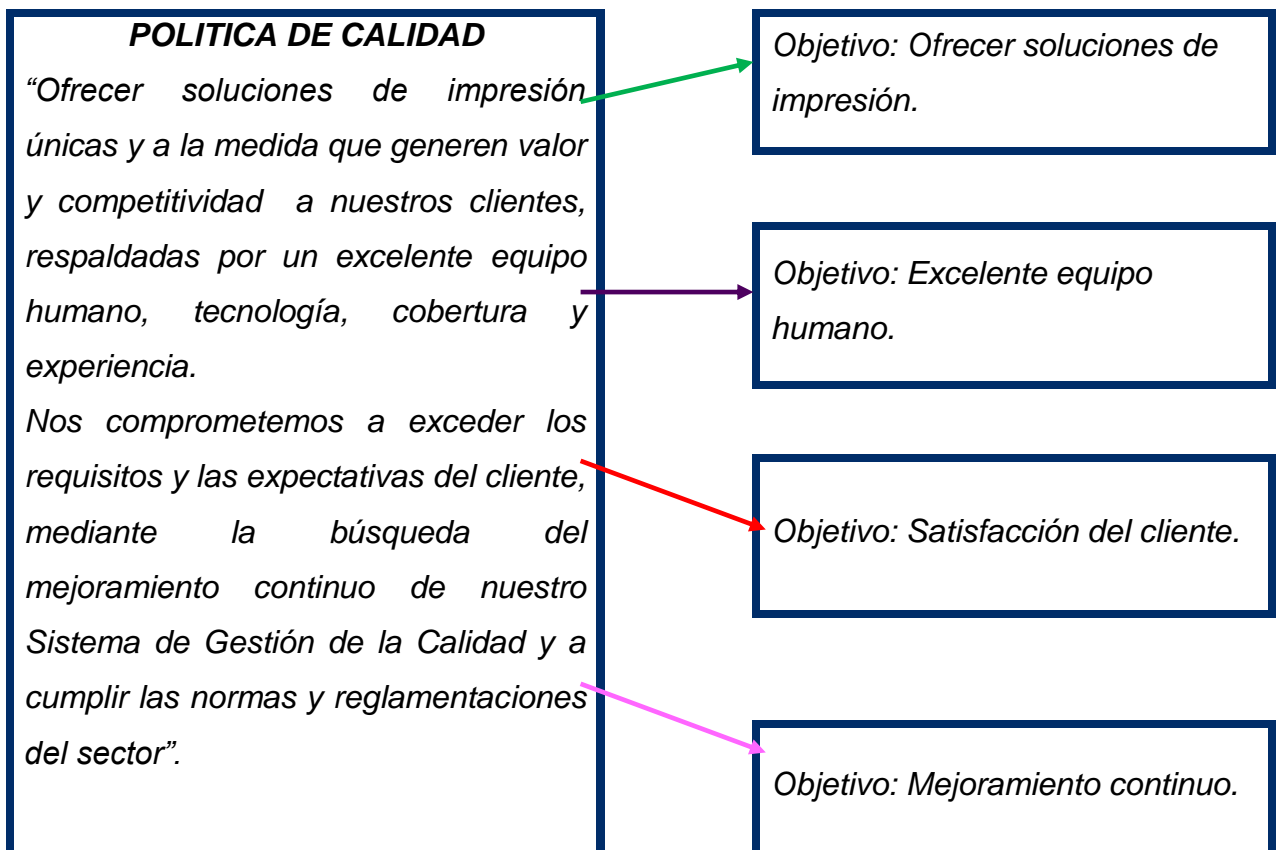 POLITICA DE CALIDAD
“Ofrecer soluciones de impresión
únicas y a la medida que generen valor
y competitividad a nuestros clientes,
respaldadas por un excelente equipo
humano, tecnología, cobertura y
experiencia.
Nos comprometemos a exceder los
requisitos y las expectativas del cliente,
mediante la búsqueda del
mejoramiento continuo de nuestro
Sistema de Gestión de la Calidad y a
cumplir las normas y reglamentaciones
del sector”.
Objetivo: Ofrecer soluciones de
impresión.
Objetivo: Excelente equipo
humano.
Objetivo: Satisfacción del cliente.
Objetivo: Mejoramiento continuo.